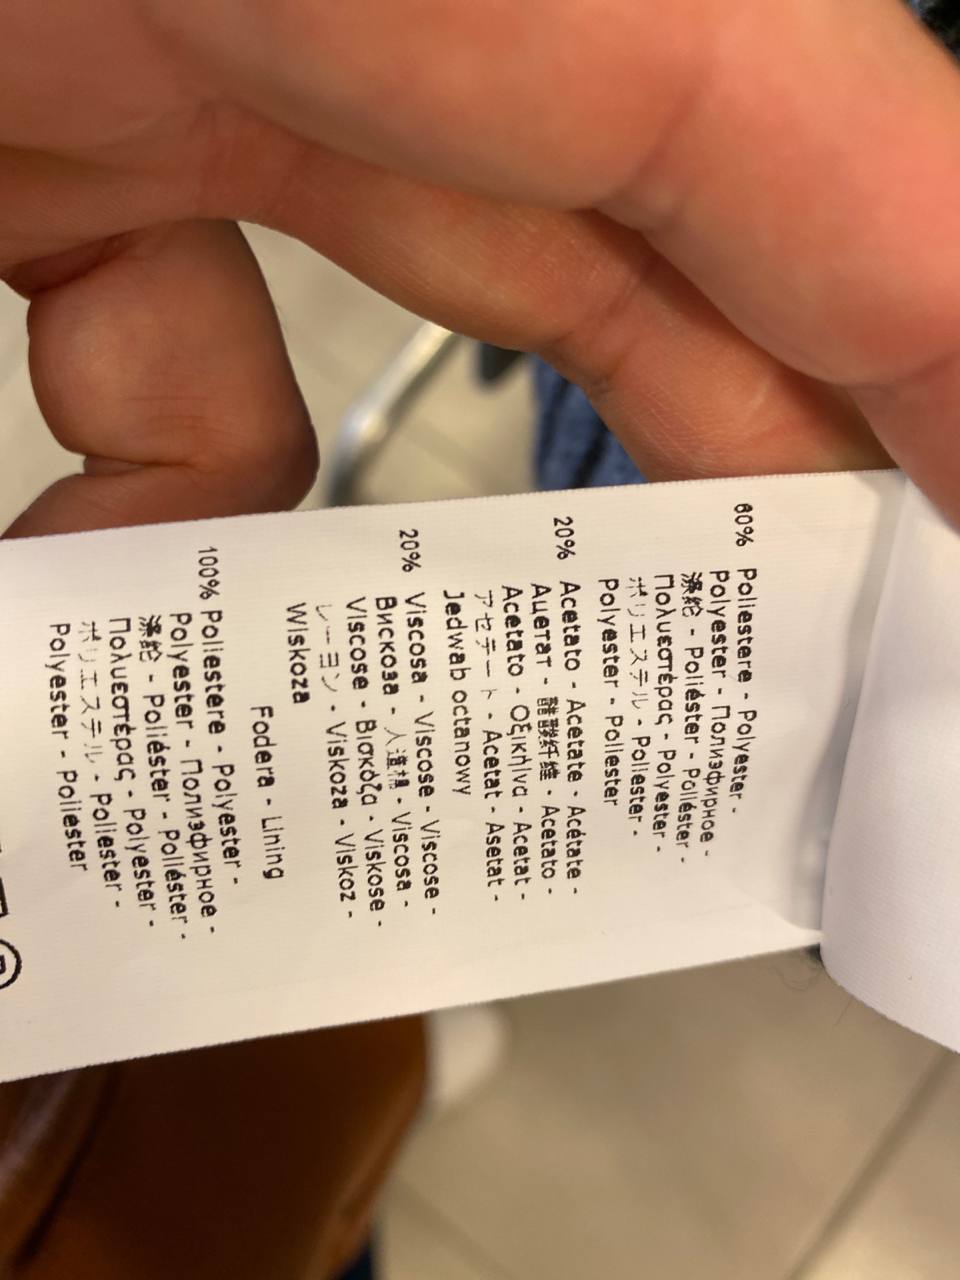 60% Poliestere - Polyester -
Polyester - Полиэфирное -
涤纶 - Poliéster - Poliéster -
Πολυεστέρας - Polyester -
ポリエステル - Poliester -
Polyester - Poliester
20% Acetato - Acetate - Acétate -
Ацетат - 醋酸纤维 - Acetato -
Acetato - Οξικήίνα - Acetat -
アセテート - Acetat - Asetat -
Jedwab octanowy
20% Viscosa - Viscose - Viscose -
Вискоза - 人造棉 - Viscosa -
Viscose - Βισκόζα - Viskose -
レーヨン - Viskoza - Viskoz -
Wiskoza
Fodera - Lining
100% Poliestere - Polyester -
Polyester - Полиэфирное -
涤纶 - Poliéster - Poliéster -
Πολυεστέρας - Polyester -
ポリエステル - Poliester -
Polyester - Poliester